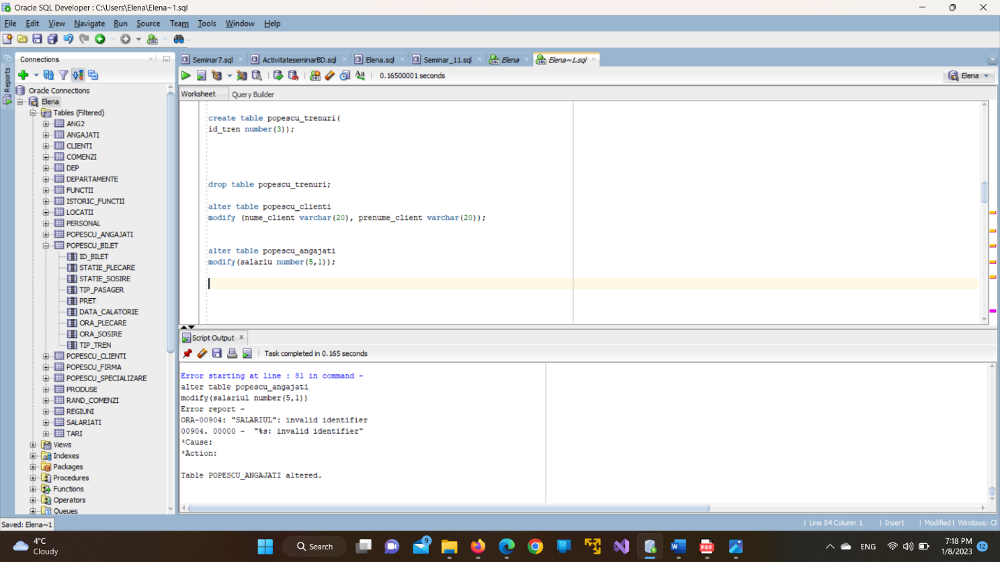 Oracle SQL Developer : C:\Users\Elena\Elena~1.sql
File Edit View Navigate Run Source Team Tools Window Help
Connections
Seminar7.sql ActivitateseminarBD.sql Elena.sql Seminar_11.sql Elena Elena~1.sql
0.16500001 seconds
Elena
Worksheet Query Builder
Reports
Oracle Connections
Elena
Tables (Filtered)
ANG2
ANGAJATI
CLIENTI
COMENZI
DEP
DEPARTAMENTE
FUNCTII
ISTORIC_FUNCTII
LOCATII
PERSONAL
POPESCU_ANGAJATI
POPESCU_BILET
ID_BILET
STATIE_PLECARE
STATIE_SOSIRE
TIP_PASAGER
PRET
DATA_CALATORIE
ORA_PLECARE
ORA_SOSIRE
TIP_TREN
POPESCU_CLIENTI
POPESCU_FIRMA
POPESCU_SPECIALIZARE
PRODUSE
RAND_COMENZI
REGIUNI
SALARIATI
TARI
Views
Indexes
Packages
Procedures
Functions
Operators
Queues
create table popescu_trenuri(
id_tren number(3));
drop table popescu_trenuri;
alter table popescu_clienti
modify (nume_client varchar(20), prenume_client varchar(20));
alter table popescu_angajati
modify(salariu number(5,1));
Script Output
Task completed in 0.165 seconds
Error starting at line : 81 in command -
alter table popescu_angajati
modify(salariul number(5,1))
Error report -
ORA-00904: "SALARIUL": invalid identifier
00904. 00000 - "%s: invalid identifier"
*Cause:
*Action:
Table POPESCU_ANGAJATI altered.
Saved: Elena~1
Line 84 Column 1 Insert Modified Windows: C
4°C
Cloudy
Search
9
ENG
7:18 PM
1/8/2023
12